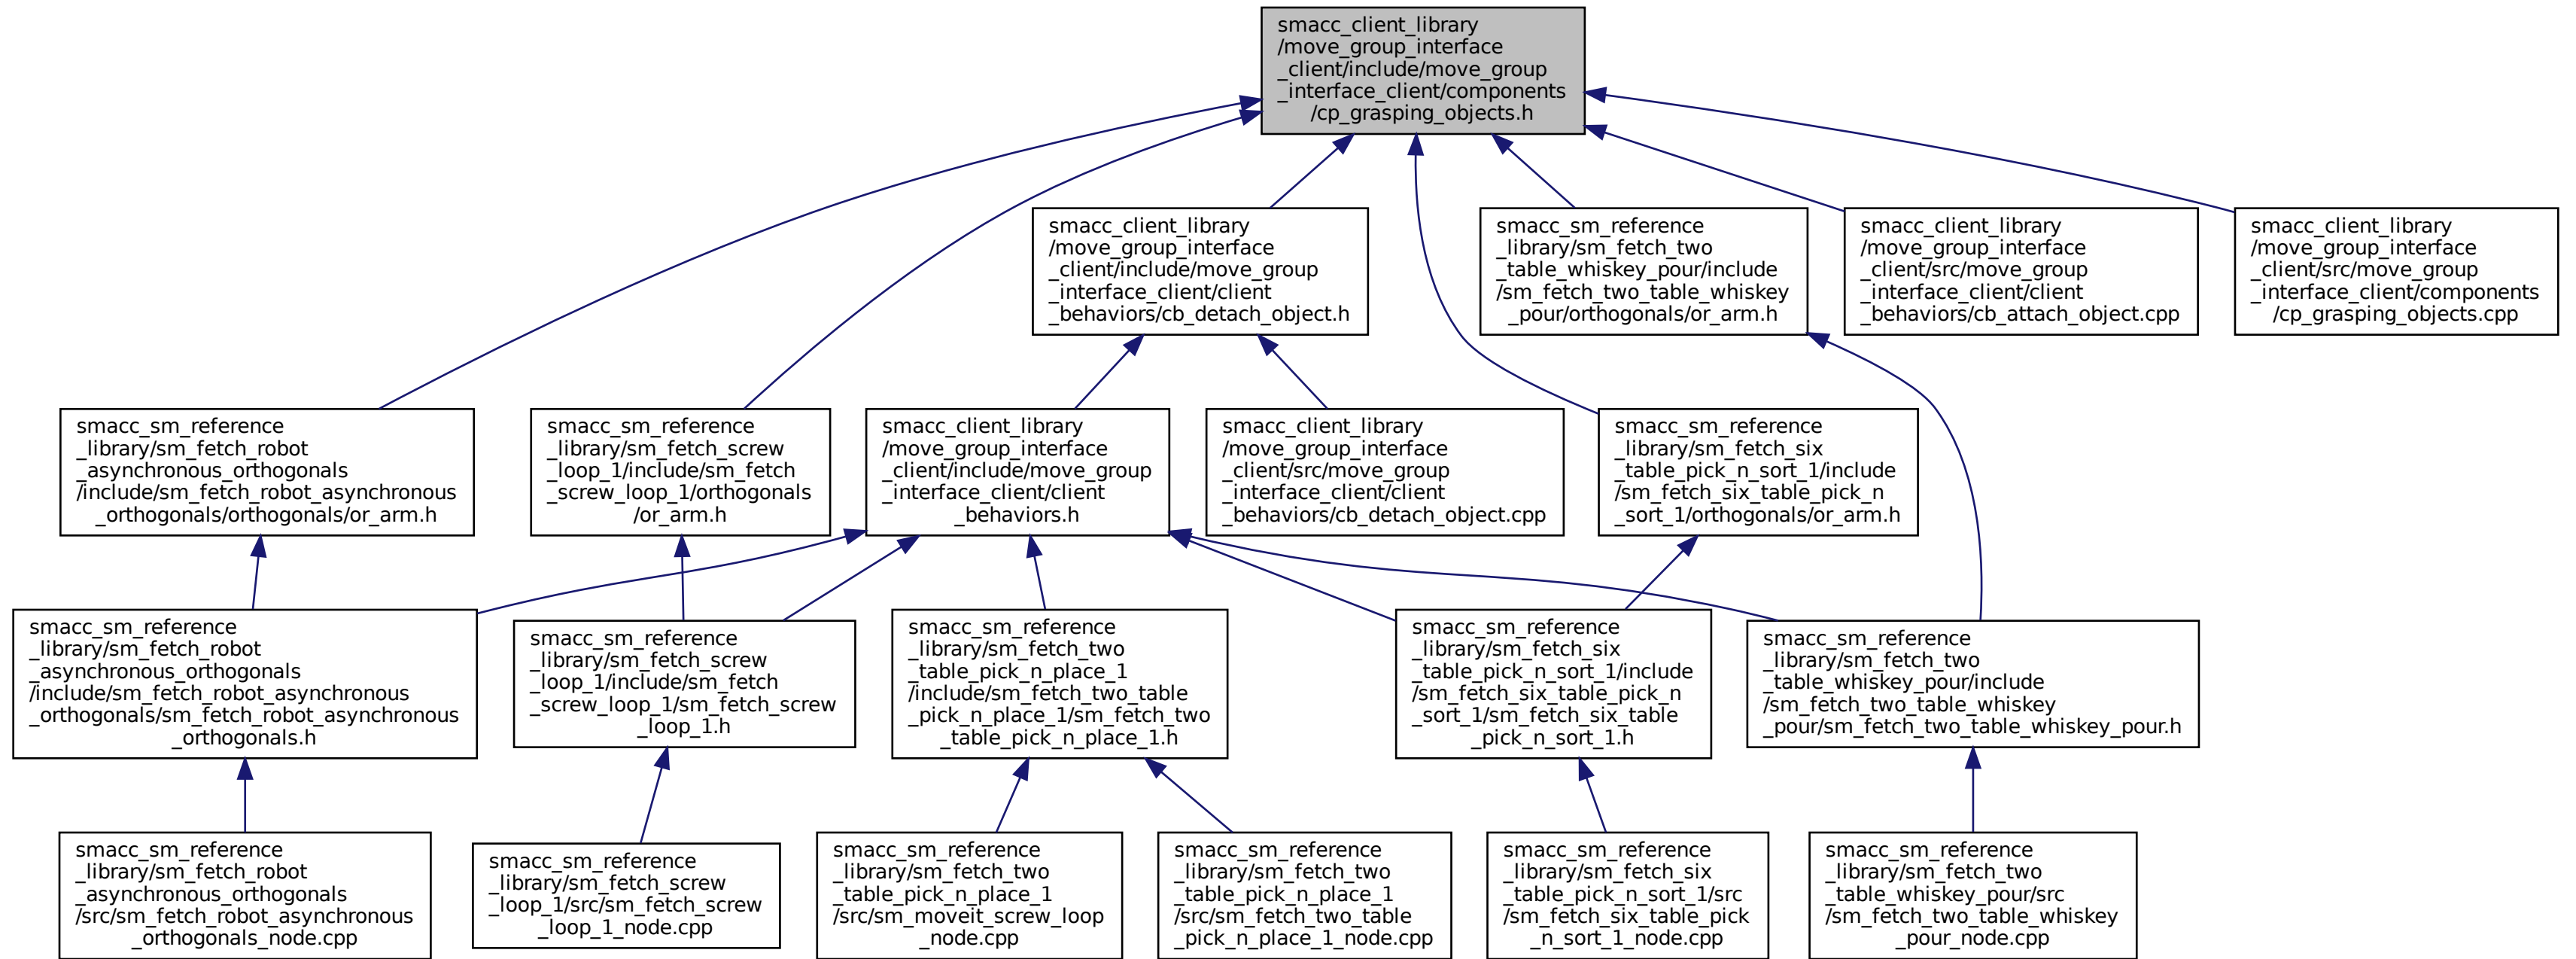 smacc_client_library
/move_group_interface
_client/include/move_group
_interface_client/components
/cp_grasping_objects.h
smacc_client_library
/move_group_interface
_client/include/move_group
_interface_client/client
_behaviors/cb_detach_object.h
smacc_sm_reference
_library/sm_fetch_two
_table_whiskey_pour/include
/sm_fetch_two_table_whiskey
_pour/orthogonals/or_arm.h
smacc_client_library
/move_group_interface
_client/src/move_group
_interface_client/client
_behaviors/cb_attach_object.cpp
smacc_client_library
/move_group_interface
_client/src/move_group
_interface_client/components
/cp_grasping_objects.cpp
smacc_sm_reference
_library/sm_fetch_robot
_asynchronous_orthogonals
/include/sm_fetch_robot_asynchronous
_orthogonals/orthogonals/or_arm.h
smacc_sm_reference
_library/sm_fetch_screw
_loop_1/include/sm_fetch
_screw_loop_1/orthogonals
/or_arm.h
smacc_client_library
/move_group_interface
_client/include/move_group
_interface_client/client
_behaviors.h
smacc_client_library
/move_group_interface
_client/src/move_group
_interface_client/client
_behaviors/cb_detach_object.cpp
smacc_sm_reference
_library/sm_fetch_six
_table_pick_n_sort_1/include
/sm_fetch_six_table_pick_n
_sort_1/orthogonals/or_arm.h
smacc_sm_reference
_library/sm_fetch_robot
_asynchronous_orthogonals
/include/sm_fetch_robot_asynchronous
_orthogonals/sm_fetch_robot_asynchronous
_orthogonals.h
smacc_sm_reference
_library/sm_fetch_screw
_loop_1/include/sm_fetch
_screw_loop_1/sm_fetch_screw
_loop_1.h
smacc_sm_reference
_library/sm_fetch_two
_table_pick_n_place_1
/include/sm_fetch_two_table
_pick_n_place_1/sm_fetch_two
_table_pick_n_place_1.h
smacc_sm_reference
_library/sm_fetch_six
_table_pick_n_sort_1/include
/sm_fetch_six_table_pick_n
_sort_1/sm_fetch_six_table
_pick_n_sort_1.h
smacc_sm_reference
_library/sm_fetch_two
_table_whiskey_pour/include
/sm_fetch_two_table_whiskey
_pour/sm_fetch_two_table_whiskey_pour.h
smacc_sm_reference
_library/sm_fetch_robot
_asynchronous_orthogonals
/src/sm_fetch_robot_asynchronous
_orthogonals_node.cpp
smacc_sm_reference
_library/sm_fetch_screw
_loop_1/src/sm_fetch_screw
_loop_1_node.cpp
smacc_sm_reference
_library/sm_fetch_two
_table_pick_n_place_1
/src/sm_moveit_screw_loop
_node.cpp
smacc_sm_reference
_library/sm_fetch_two
_table_pick_n_place_1
/src/sm_fetch_two_table
_pick_n_place_1_node.cpp
smacc_sm_reference
_library/sm_fetch_six
_table_pick_n_sort_1/src
/sm_fetch_six_table_pick
_n_sort_1_node.cpp
smacc_sm_reference
_library/sm_fetch_two
_table_whiskey_pour/src
/sm_fetch_two_table_whiskey
_pour_node.cpp